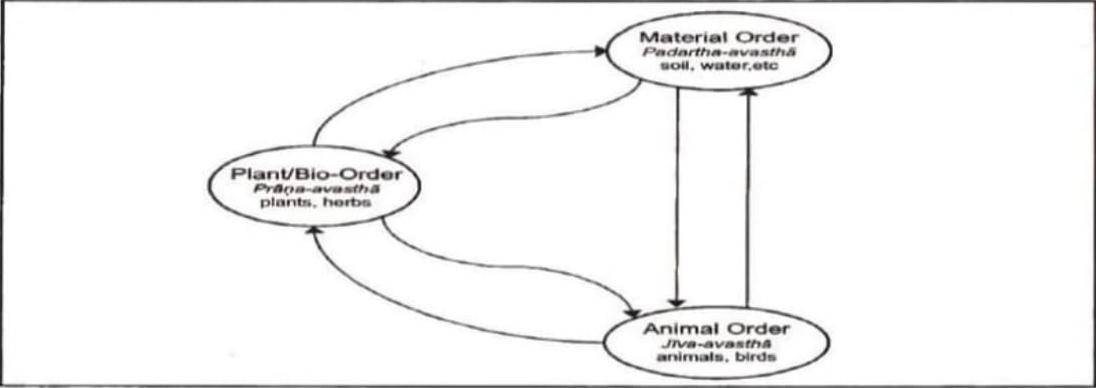 Material Order
Padārtha-avasthā
soil, water,etc
Plant/Bio-Order
Prāṇa-avasthā
plants, herbs
Animal Order
Jīva-avasthā
animals, birds